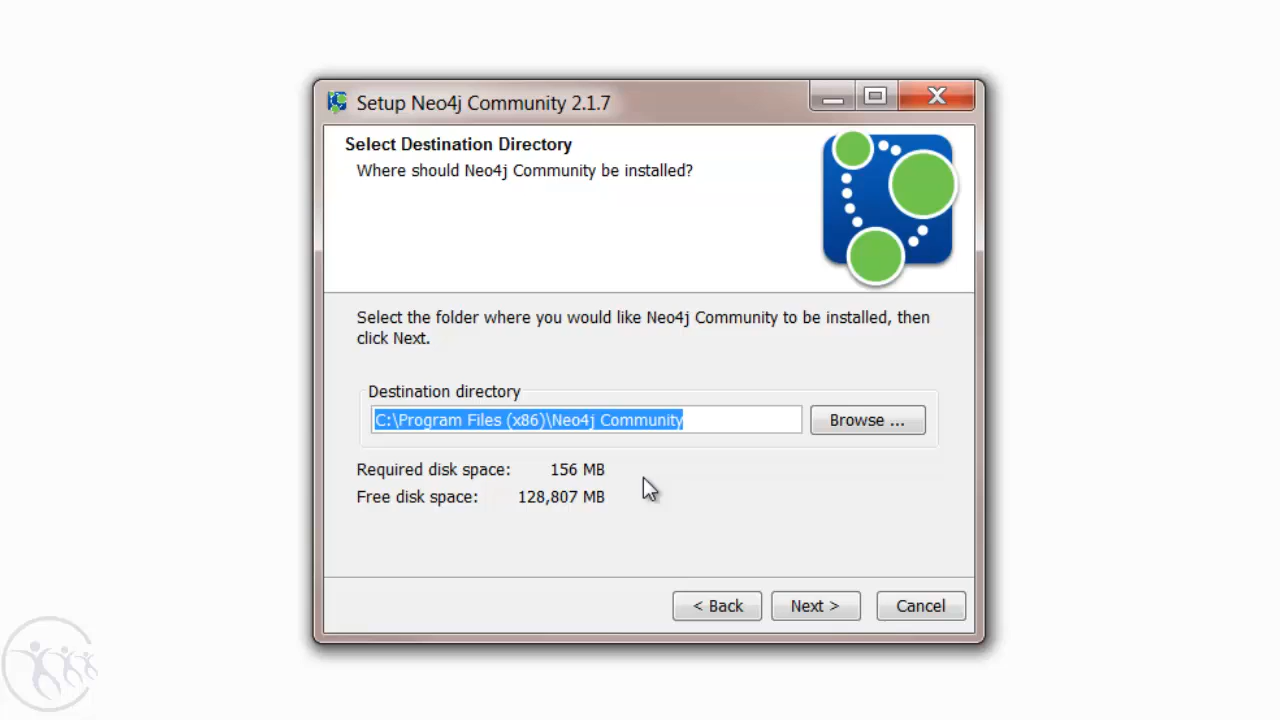 Setup Neo4j Community 2.1.7
Select Destination Directory
Where should Neo4j Community be installed?
Select the folder where you would like Neo4j Community to be installed, then
click Next.
Destination directory
C:\Program Files (x86)\Neo4j Community
Browse ...
Required disk space: 156 MB
Free disk space: 128,807 MB
< Back
Next >
Cancel